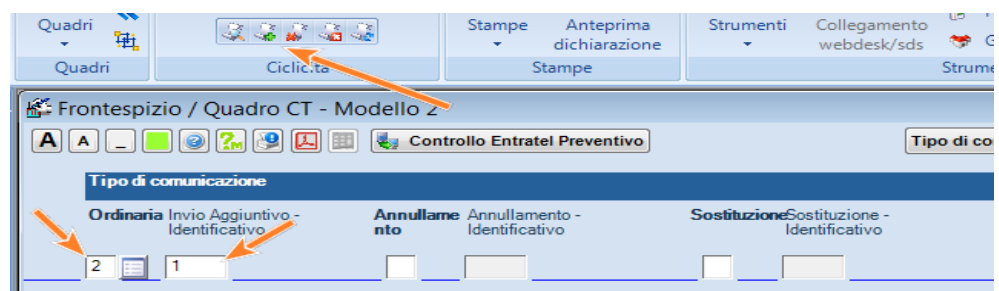 Quadri Stampe Anteprima Strumenti Collegamento
dichiarazione webdesk/sds
Quadri Ciclicità Stampe Strume
Frontespizio / Quadro CT - Modello 2
A A _ Controllo Entratel Preventivo Tipo di co
Tipo di comunicazione
Ordinaria Invio Aggiuntivo - Annullame Annullamento - Sostituzione Sostituzione -
Identificativo nto Identificativo Identificativo
2 1